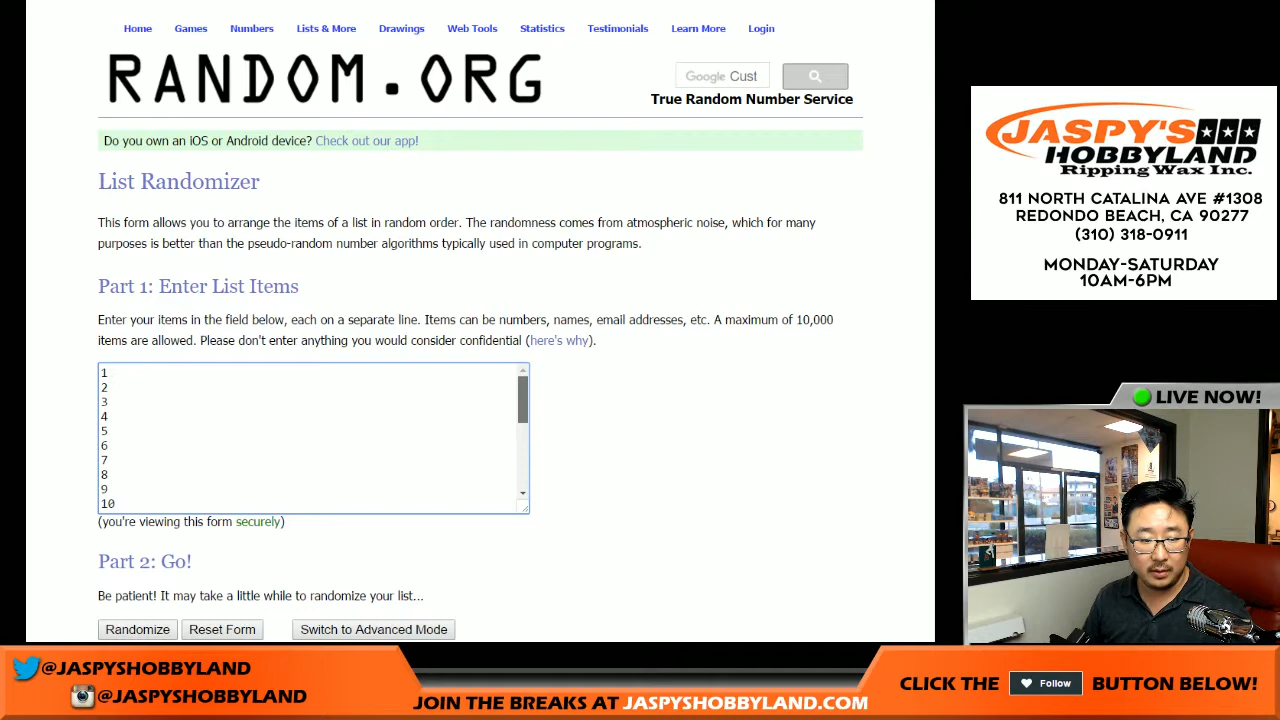 Home Games Numbers Lists & More Drawings Web Tools Statistics Testimonials Learn More Login
RANDOM.ORG
Google Cust
True Random Number Service
Do you own an iOS or Android device? Check out our app!
List Randomizer
This form allows you to arrange the items of a list in random order. The randomness comes from atmospheric noise, which for many
purposes is better than the pseudo-random number algorithms typically used in computer programs.
Part 1: Enter List Items
Enter your items in the field below, each on a separate line. Items can be numbers, names, email addresses, etc. A maximum of 10,000
items are allowed. Please don't enter anything you would consider confidential (here's why).
1
2
3
4
5
6
7
8
9
10
(you're viewing this form securely)
Part 2: Go!
Be patient! It may take a little while to randomize your list...
Randomize Reset Form Switch to Advanced Mode
JASPY'S
HOBBYLAND
Ripping Wax Inc.
811 NORTH CATALINA AVE #1308
REDONDO BEACH, CA 90277
(310) 318-0911
MONDAY-SATURDAY
10AM-6PM
LIVE NOW!
@JASPYSHOBBYLAND
@JASPYSHOBBYLAND
JOIN THE BREAKS AT JASPYSHOBBYLAND.COM
CLICK THE Follow BUTTON BELOW!